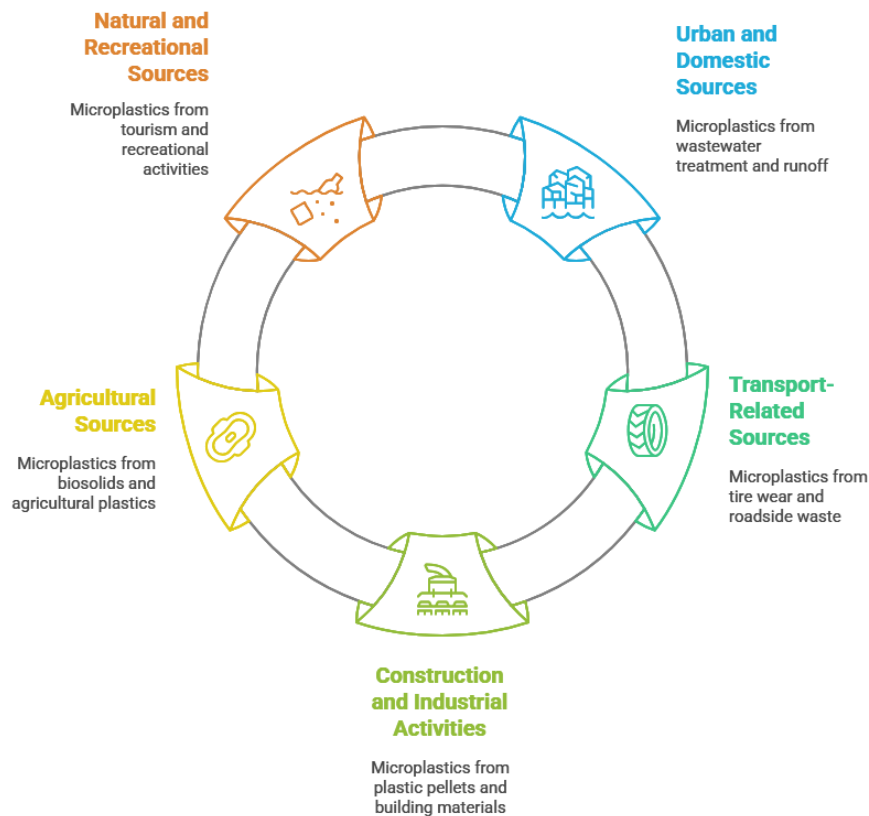 Natural and
Recreational
Sources
Microplastics from
tourism and
recreational
activities
Urban and
Domestic
Sources
Microplastics from
wastewater
treatment and runoff
Agricultural
Sources
Microplastics from
biosolids and
agricultural plastics
Transport-
Related
Sources
Microplastics from
tire wear and
roadside waste
Construction
and Industrial
Activities
Microplastics from
plastic pellets and
building materials